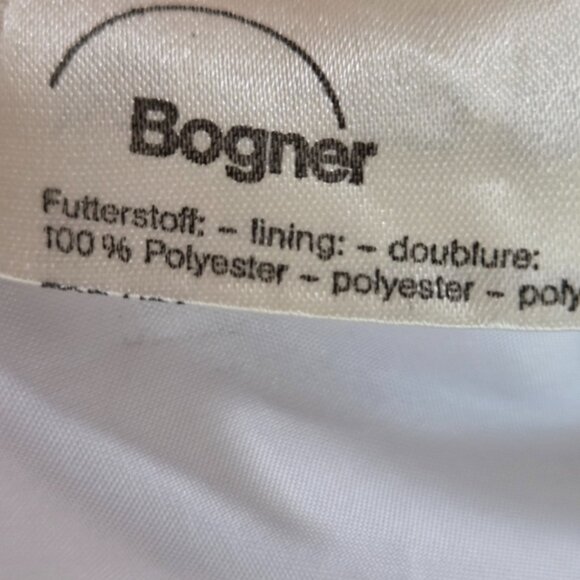 Bogner
Futterstoff: – lining: – doublure:
100 % Polyester – polyester – poly